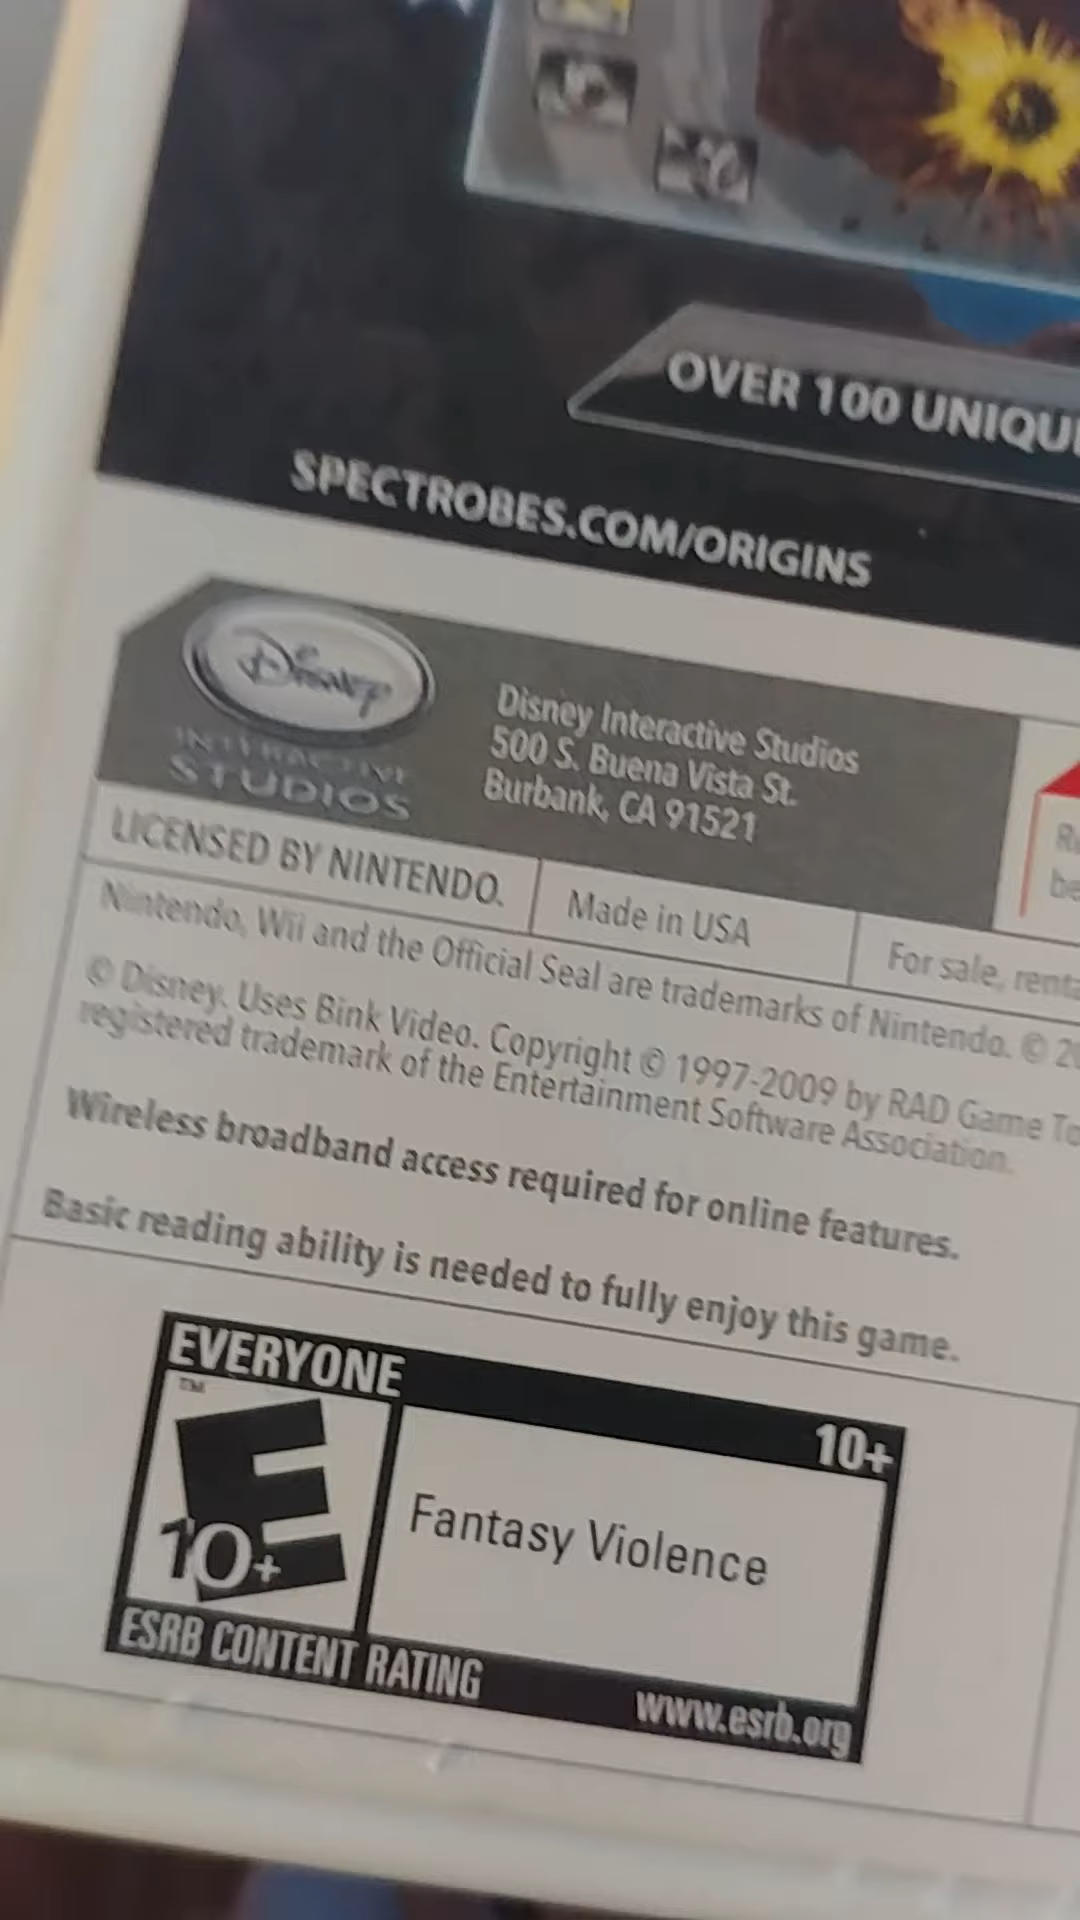 OVER 100 UNIQU
SPECTROBES.COM/ORIGINS
Disney
INTERACTIVE
STUDIOS
Disney Interactive Studios
500 S. Buena Vista St.
Burbank, CA 91521
LICENSED BY NINTENDO.
Made in USA
For sale, renta
Nintendo, Wii and the Official Seal are trademarks of Nintendo. © 20
© Disney. Uses Bink Video. Copyright © 1997-2009 by RAD Game To
registered trademark of the Entertainment Software Association.
Wireless broadband access required for online features.
Basic reading ability is needed to fully enjoy this game.
EVERYONE 10+
™
E
10+
Fantasy Violence
ESRB CONTENT RATING www.esrb.org